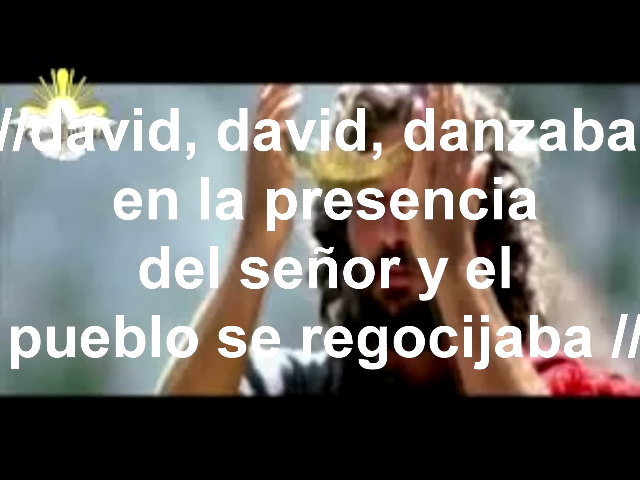 //david, david, danzaba
en la presencia
del señor y el
pueblo se regocijaba //